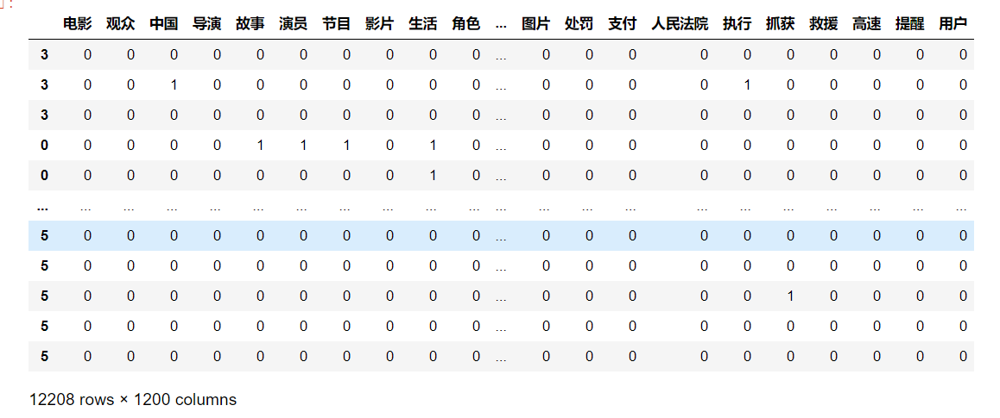 ]:
电影 观众 中国 导演 故事 演员 节目 影片 生活 角色 ... 图片 处罚 支付 人民法院 执行 抓获 救援 高速 提醒 用户
3 0 0 0 0 0 0 0 0 0 0 ... 0 0 0 0 0 0 0 0 0 0
3 0 0 1 0 0 0 0 0 0 0 ... 0 0 0 0 1 0 0 0 0 0
3 0 0 0 0 0 0 0 0 0 0 ... 0 0 0 0 0 0 0 0 0 0
0 0 0 0 0 1 1 1 0 1 0 ... 0 0 0 0 0 0 0 0 0 0
0 0 0 0 0 0 0 0 0 1 0 ... 0 0 0 0 0 0 0 0 0 0
... ... ... ... ... ... ... ... ... ... ... ... ... ... ... ... ... ... ... ... ... ...
5 0 0 0 0 0 0 0 0 0 0 ... 0 0 0 0 0 0 0 0 0 0
5 0 0 0 0 0 0 0 0 0 0 ... 0 0 0 0 0 0 0 0 0 0
5 0 0 0 0 0 0 0 0 0 0 ... 0 0 0 0 0 1 0 0 0 0
5 0 0 0 0 0 0 0 0 0 0 ... 0 0 0 0 0 0 0 0 0 0
5 0 0 0 0 0 0 0 0 0 0 ... 0 0 0 0 0 0 0 0 0 0
12208 rows × 1200 columns